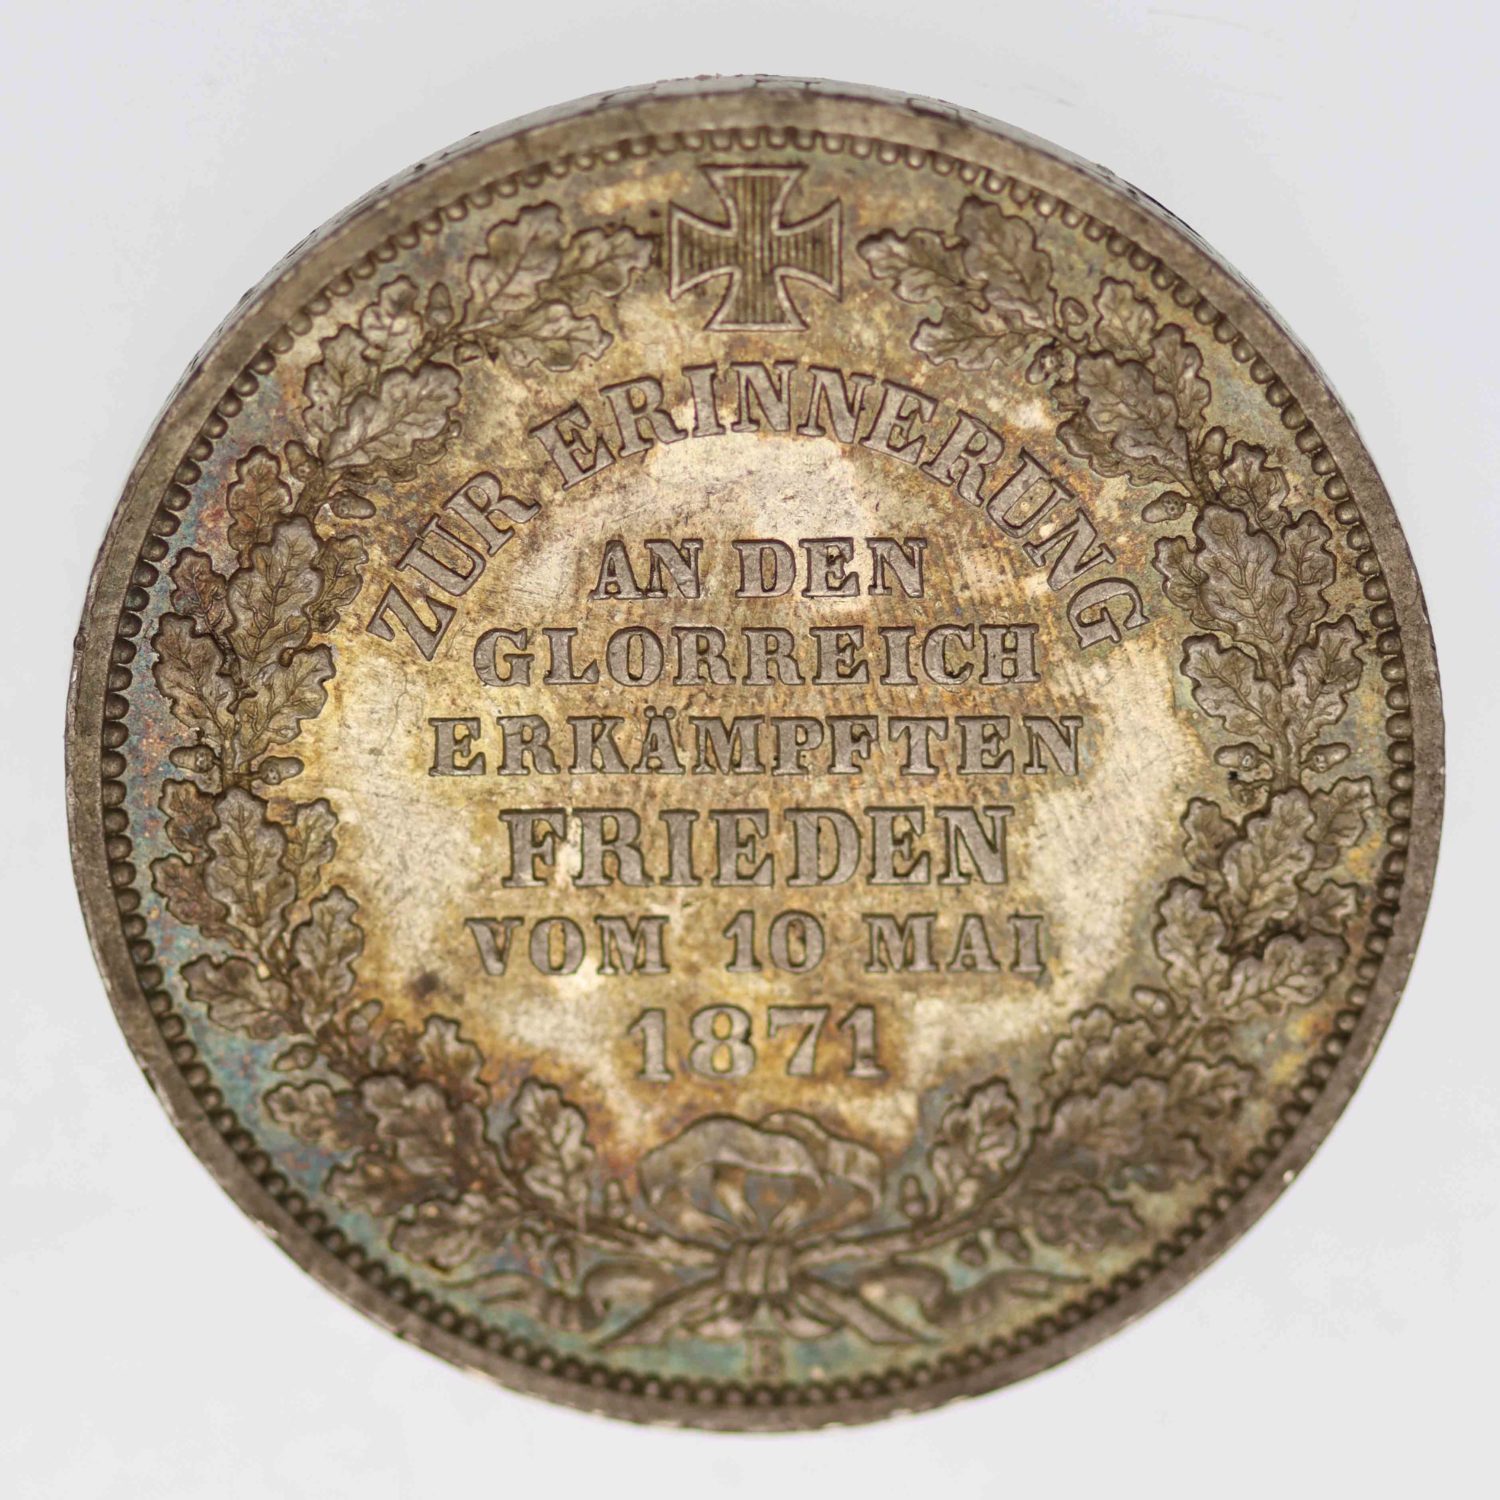 ZUR ERINNERUNG
AN DEN
GLORREICH
ERKÄMPFTEN
FRIEDEN
VOM 10 MAI
1871
B